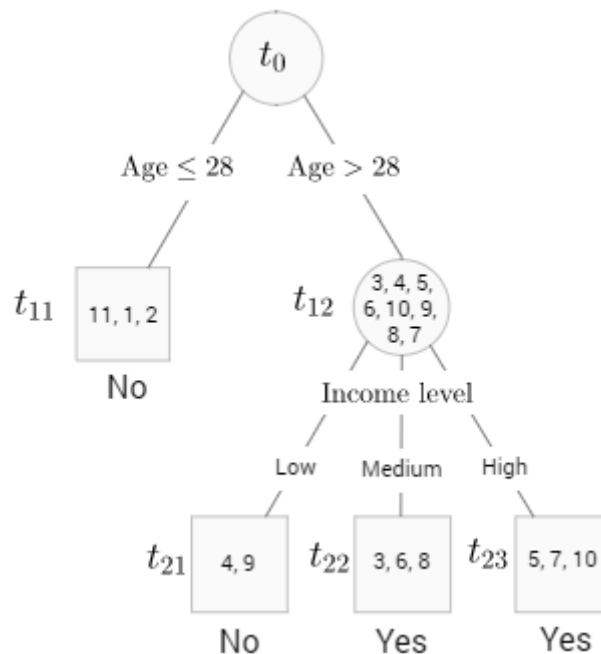 t0
Age ≤ 28 Age > 28
t11 11, 1, 2
No
t12 3, 4, 5,
6, 10, 9,
8, 7
Income level
Low Medium High
t21 4, 9 t22 3, 6, 8 t23 5, 7, 10
No Yes Yes